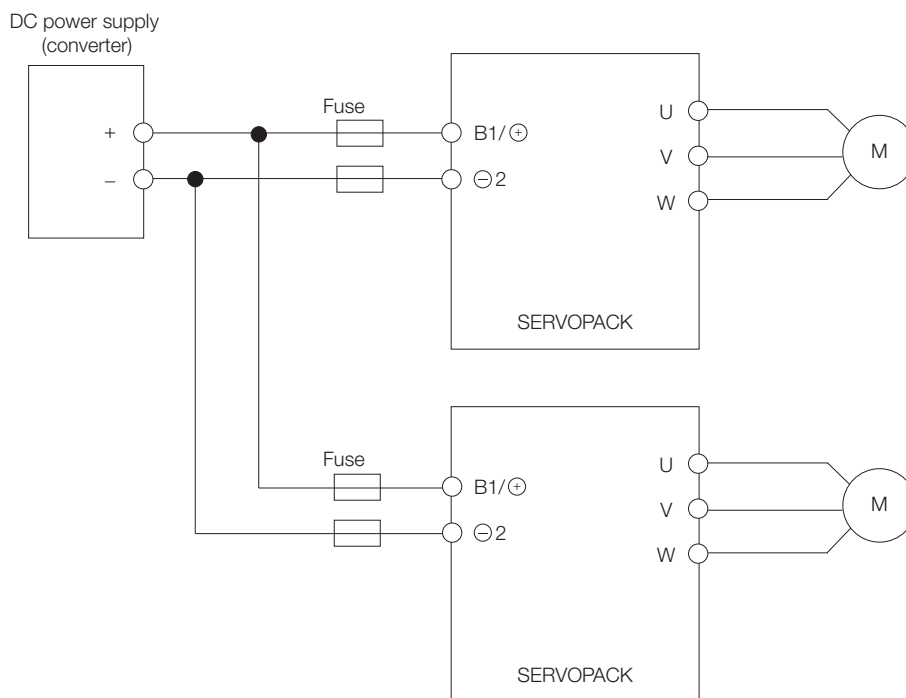 DC power supply
(converter)
+
−
Fuse
B1/⊕
⊖2
U
V
W
M
SERVOPACK
Fuse
B1/⊕
⊖2
U
V
W
M
SERVOPACK